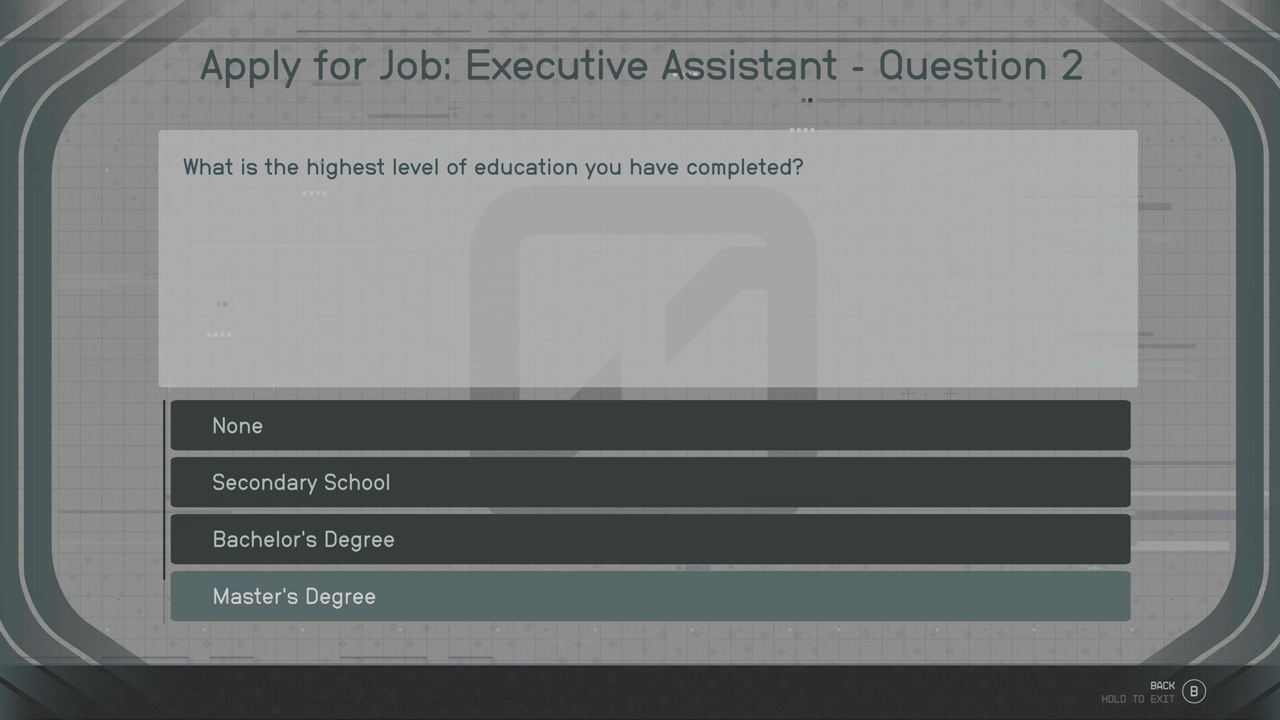 Apply for Job: Executive Assistant - Question 2
What is the highest level of education you have completed?
None
Secondary School
Bachelor's Degree
Master's Degree
BACK
HOLD TO EXIT
B